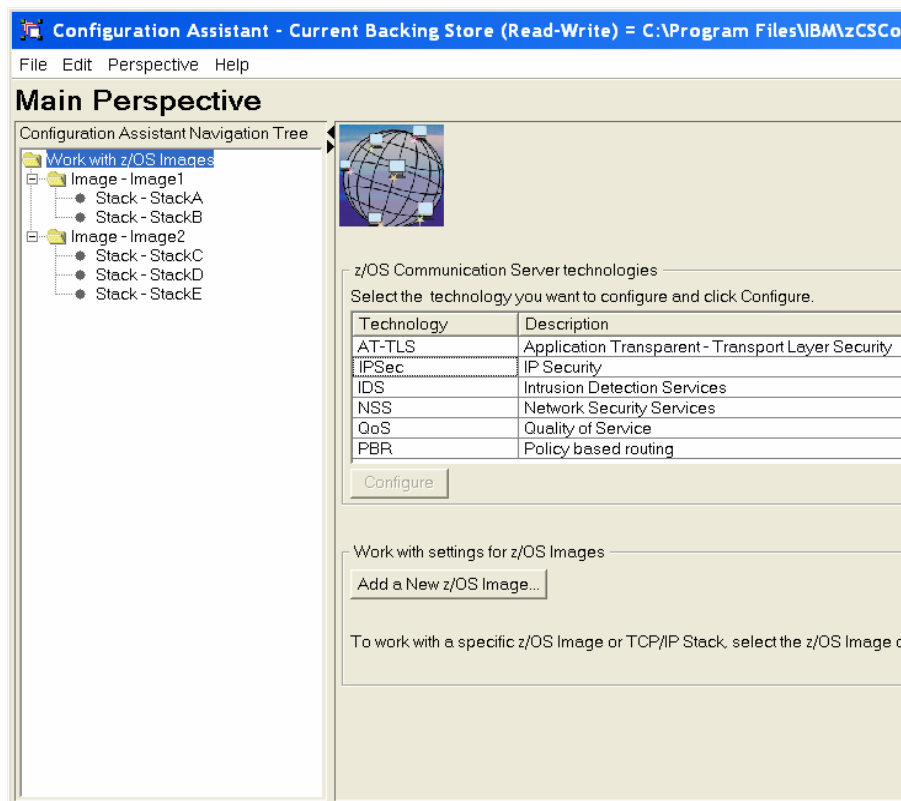 Configuration Assistant - Current Backing Store (Read-Write) = C:\Program Files\IBM\zCSCo
File Edit Perspective Help
Main Perspective
Configuration Assistant Navigation Tree
Work with z/OS Images
Image - Image1
Stack - StackA
Stack - StackB
Image - Image2
Stack - StackC
Stack - StackD
Stack - StackE
z/OS Communication Server technologies
Select the technology you want to configure and click Configure.
Technology Description
AT-TLS Application Transparent - Transport Layer Security
IPSec IP Security
IDS Intrusion Detection Services
NSS Network Security Services
QoS Quality of Service
PBR Policy based routing
Configure
Work with settings for z/OS Images
Add a New z/OS Image...
To work with a specific z/OS Image or TCP/IP Stack, select the z/OS Image